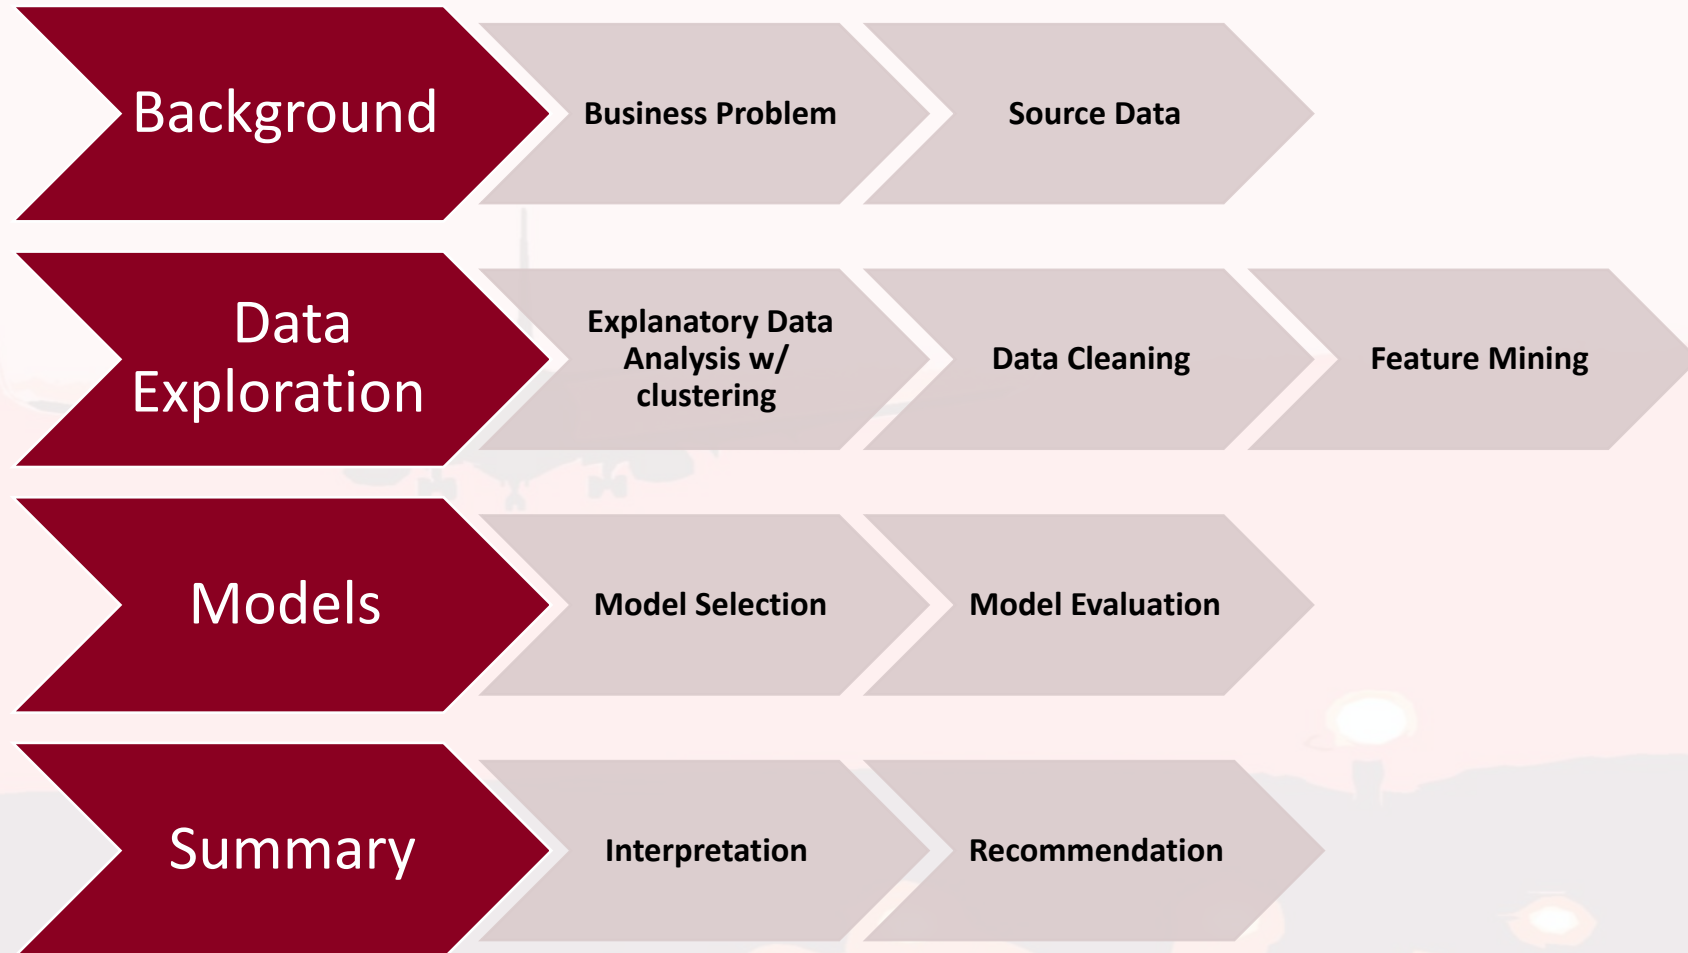 Background
Business Problem
Source Data
Data
Exploration
Explanatory Data
Analysis w/
clustering
Data Cleaning
Feature Mining
Models
Model Selection
Model Evaluation
Summary
Interpretation
Recommendation